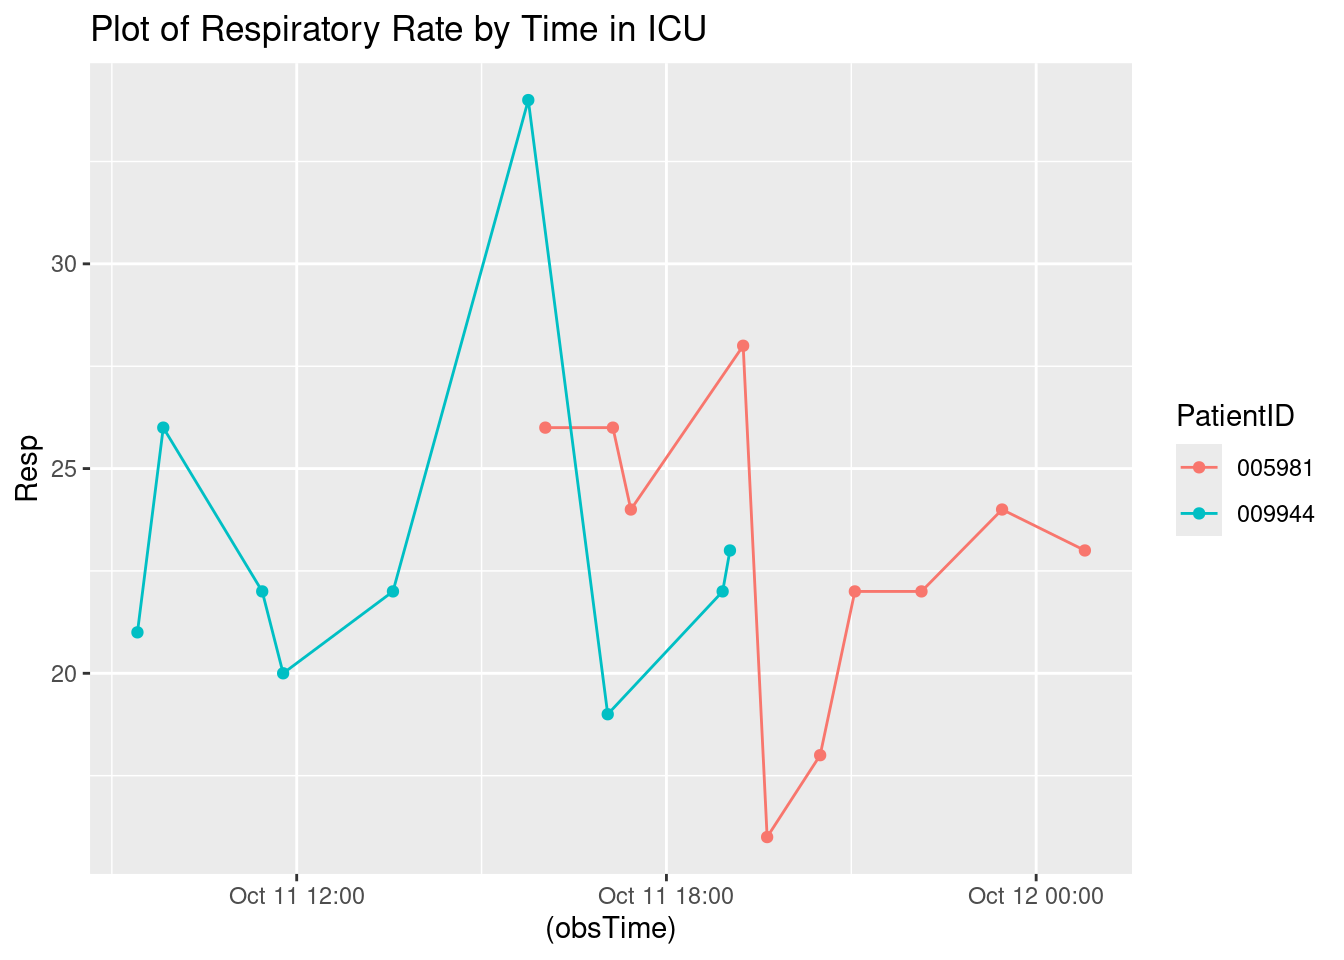 Plot of Respiratory Rate by Time in ICU
Resp
30
25
20
Oct 11 12:00
Oct 11 18:00
Oct 12 00:00
(obsTime)
PatientID
005981
009944